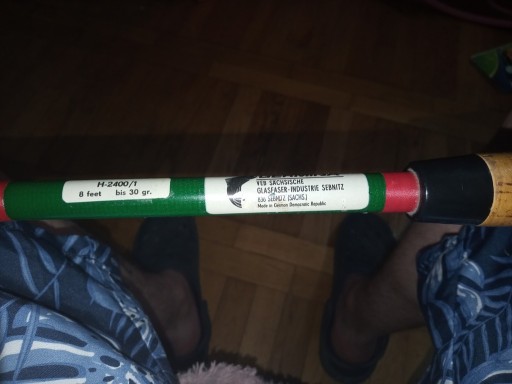 H-2400/1
8 feet bis 30 gr.
VEB SÄCHSISCHE
GLASFASER-INDUSTRIE SEBNITZ
836 SEBNITZ (SACHS.)
Made in German Democratic Republic